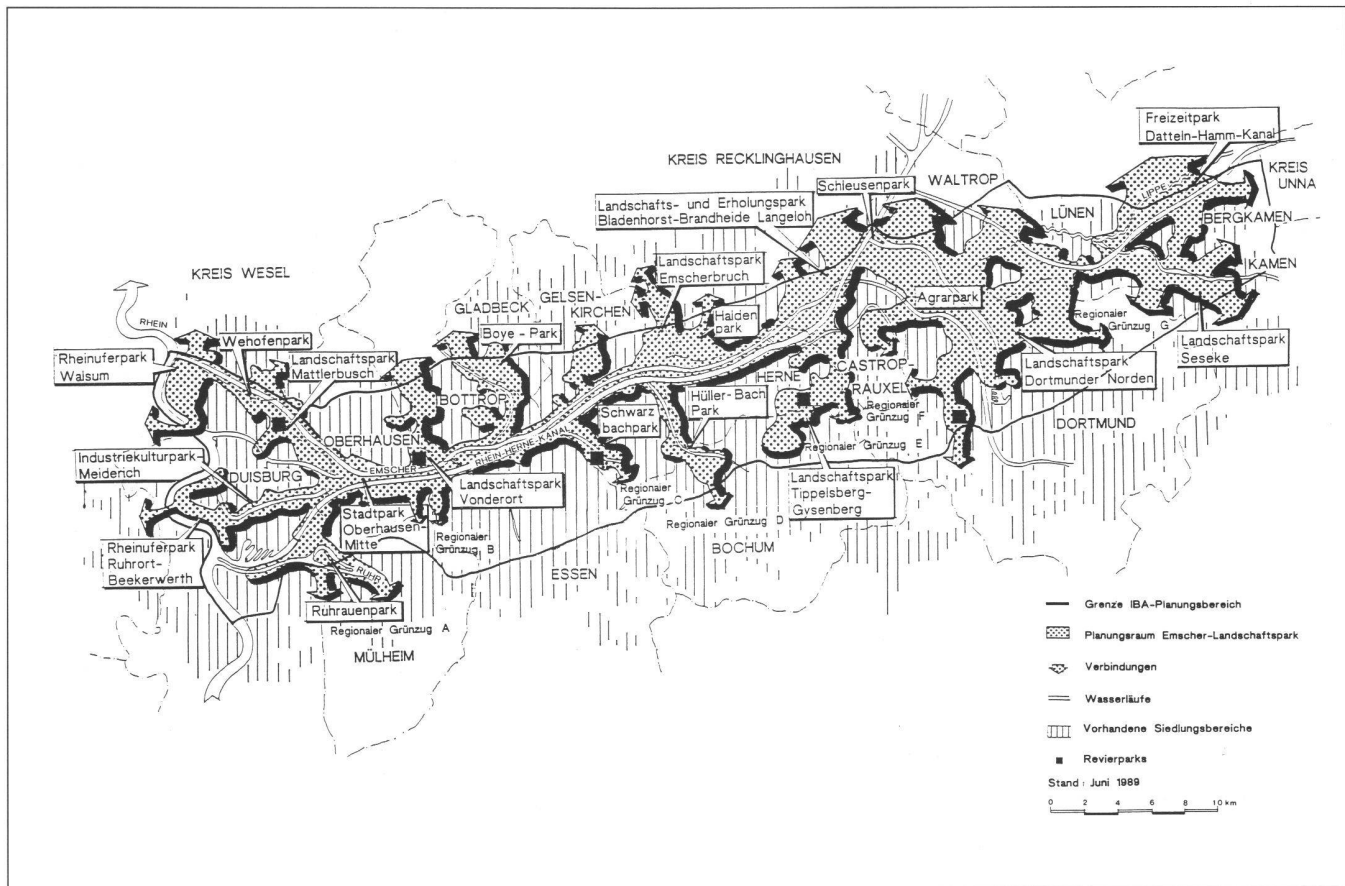 Freizeitpark
Datteln-Hamm-Kanal
KREIS RECKLINGHAUSEN
KREIS
UNNA
Schleusenpark
WALTROP
Landschafts- und Erholungspark
Bladenhorst-Brandheide Langeloh
LIPPE
LÜNEN
BERGKAMEN
KREIS WESEL
Landschaftspark
Emscherbruch
KAMEN
GELSEN-
KIRCHEN
GLADBECK
Agrarpark
Halden
park
RHEIN
Boye-Park
Regionaler
Grünzug G
Wehofenpark
Rheinuferpark
Walsum
Landschaftspark
Mattlerbusch
Landschaftspark
Dortmunder Norden
Landschaftspark
Seseke
HERNE
CASTROP
RAUXEL
BOTTROP
Hüller-Bach
Park
Schwarz
bachpark
Regionaler
Grünzug F
DORTMUND
OBERHAUSEN
Regionaler Grünzug E
Industriekulturpark-
Meiderich
EMSCHER
RHEIN-HERNE-KANAL
DUISBURG
Landschaftspark
Vonderort
Landschaftspark
Tippelsberg-
Gysenberg
Regionaler
Grünzug C
Stadtpark
Oberhausen-
Mitte
Regionaler
Grünzug B
Regionaler Grünzug D
BOCHUM
Rheinuferpark
Ruhrort-
Beekerwerth
RUHR
ESSEN
Ruhrauenpark
Regionaler Grünzug A
MÜLHEIM
Grenze IBA-Planungsbereich
Planungsraum Emscher-Landschaftspark
Verbindungen
Wasserläufe
Vorhandene Siedlungsbereiche
Revierparks
Stand: Juni 1989
0 2 4 6 8 10 km